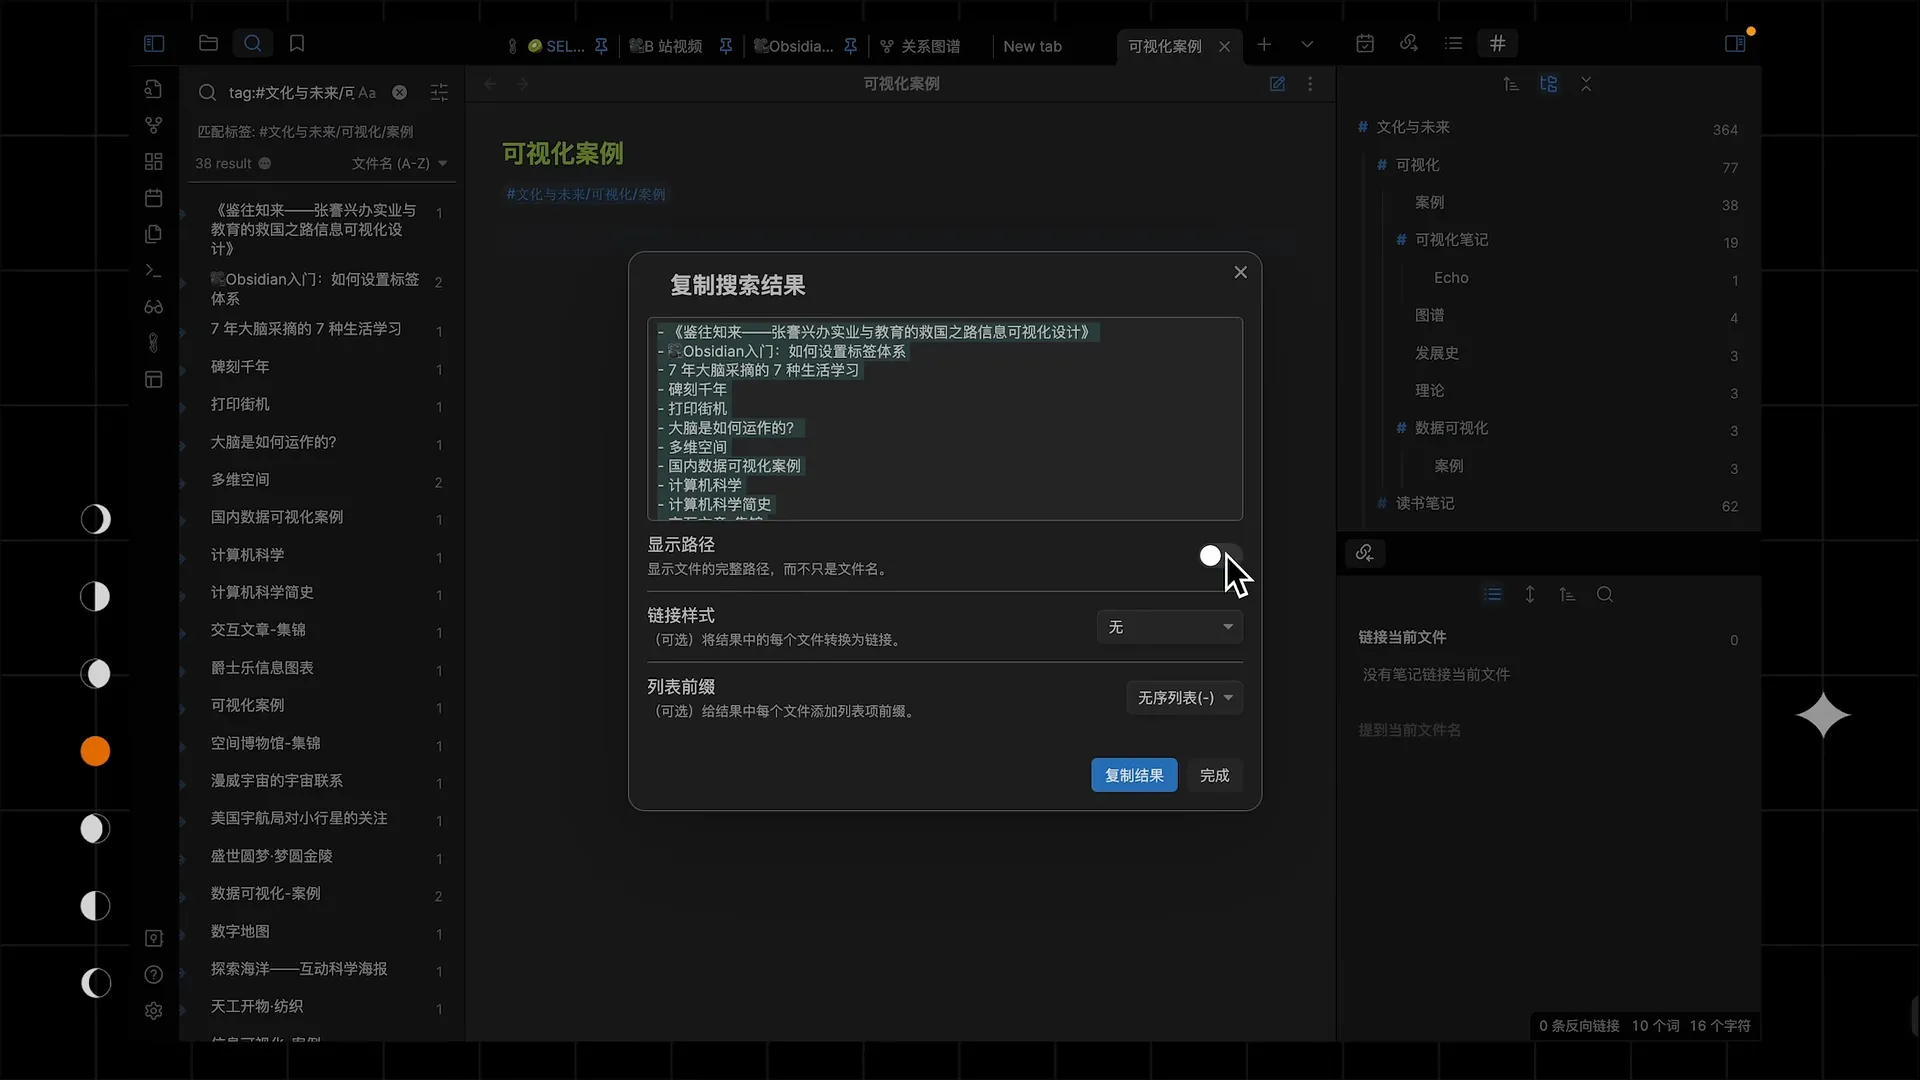 SEL...
B 站视频
Obsidia...
关系图谱
New tab
可视化案例
tag:#文化与未来/可
Aa
匹配标签: #文化与未来/可视化/案例
38 result
文件名 (A-Z)
《鉴往知来——张謇兴办实业与
教育的救国之路信息可视化设
计》
1
Obsidian入门：如何设置标签
体系
2
7 年大脑采摘的 7 种生活学习
1
碑刻千年
1
打印街机
1
大脑是如何运作的?
1
多维空间
2
国内数据可视化案例
1
计算机科学
1
计算机科学简史
1
交互文章-集锦
1
爵士乐信息图表
1
可视化案例
1
空间博物馆-集锦
1
漫威宇宙的宇宙联系
1
美国宇航局对小行星的关注
1
盛世圆梦·梦圆金陵
1
数据可视化-案例
2
数字地图
1
探索海洋——互动科学海报
1
天工开物·纺织
1
可视化案例
可视化案例
#文化与未来/可视化/案例
复制搜索结果
- 《鉴往知来——张謇兴办实业与教育的救国之路信息可视化设计》
- Obsidian入门：如何设置标签体系
- 7 年大脑采摘的 7 种生活学习
- 碑刻千年
- 打印街机
- 大脑是如何运作的?
- 多维空间
- 国内数据可视化案例
- 计算机科学
- 计算机科学简史
显示路径
显示文件的完整路径，而不只是文件名。
链接样式
（可选）将结果中的每个文件转换为链接。
无
列表前缀
（可选）给结果中每个文件添加列表项前缀。
无序列表(-)
复制结果
完成
# 文化与未来
364
# 可视化
77
案例
38
# 可视化笔记
19
Echo
1
图谱
4
发展史
3
理论
3
# 数据可视化
3
案例
3
# 读书笔记
62
链接当前文件
0
没有笔记链接当前文件
提到当前文件名
0 条反向链接
10 个词
16 个字符